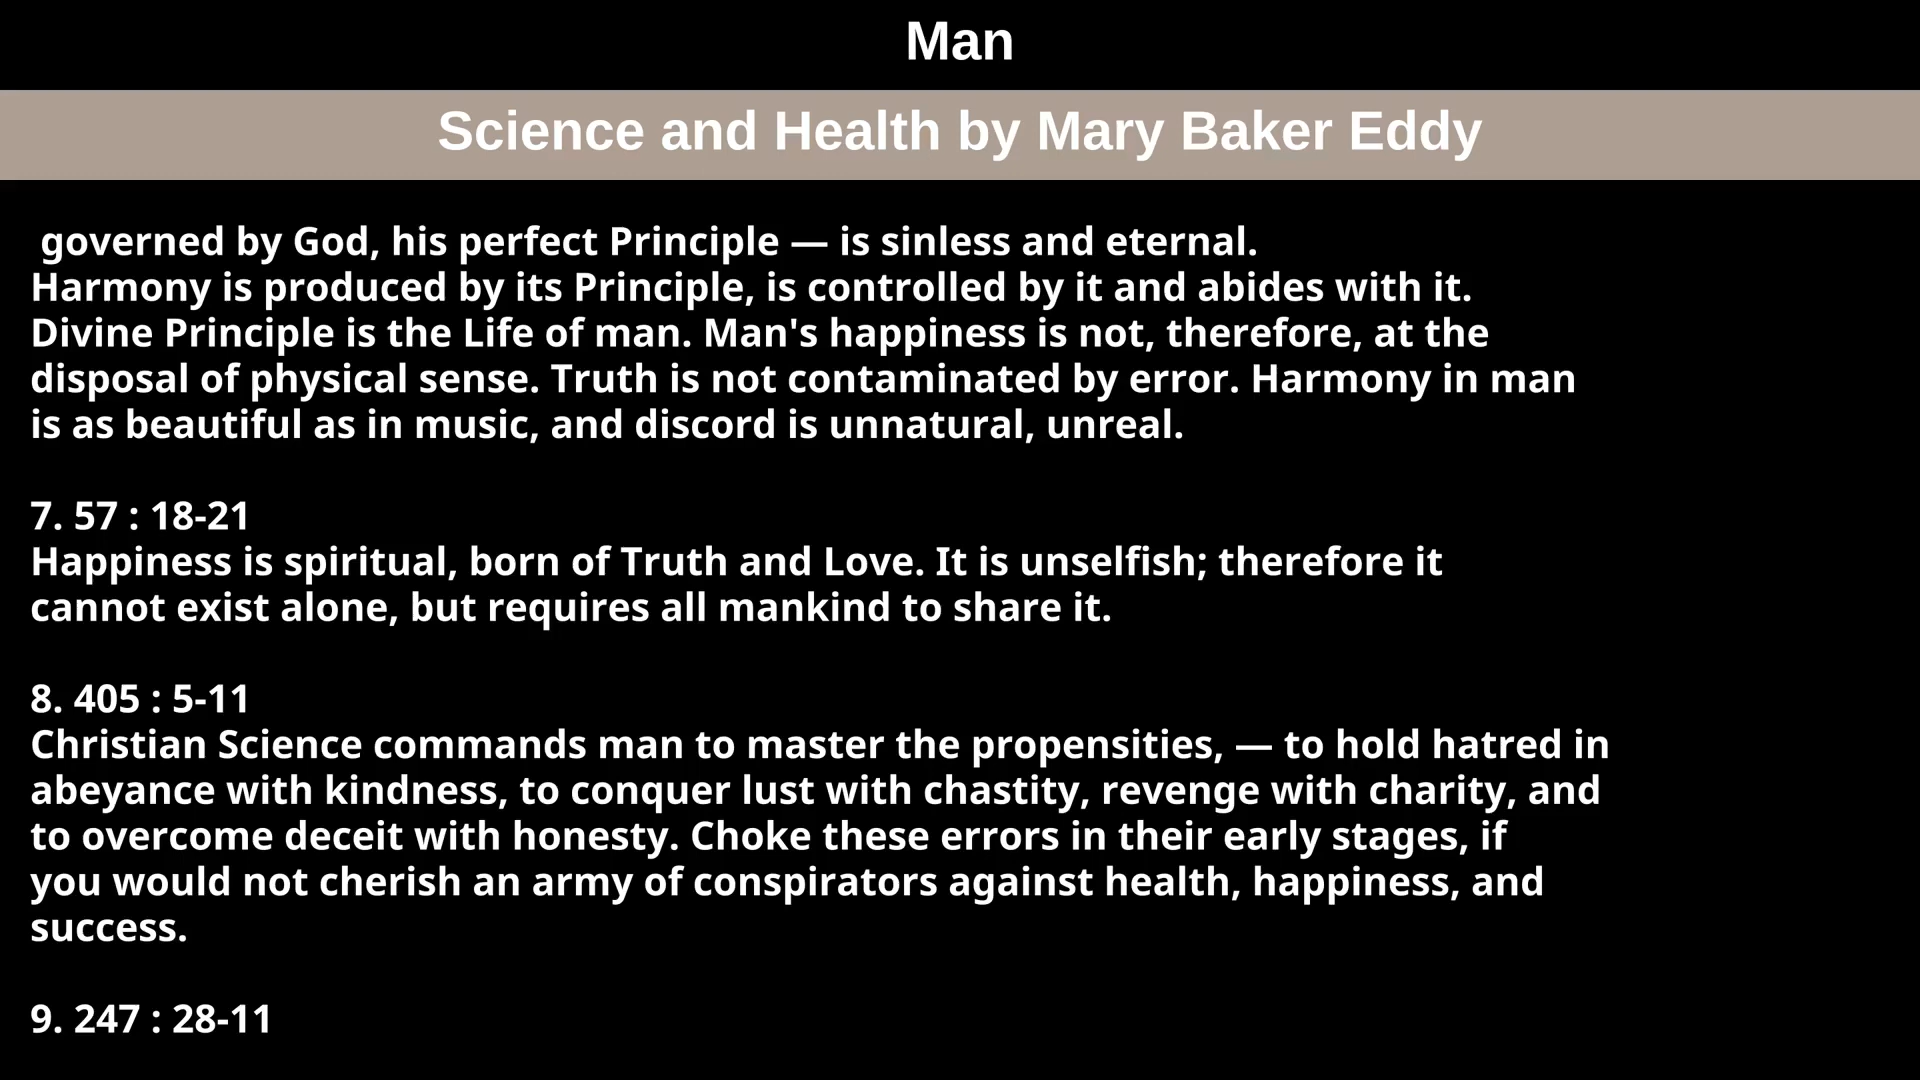 Man
Science and Health by Mary Baker Eddy
governed by God, his perfect Principle — is sinless and eternal.
Harmony is produced by its Principle, is controlled by it and abides with it.
Divine Principle is the Life of man. Man's happiness is not, therefore, at the
disposal of physical sense. Truth is not contaminated by error. Harmony in man
is as beautiful as in music, and discord is unnatural, unreal.
7. 57 : 18-21
Happiness is spiritual, born of Truth and Love. It is unselfish; therefore it
cannot exist alone, but requires all mankind to share it.
8. 405 : 5-11
Christian Science commands man to master the propensities, — to hold hatred in
abeyance with kindness, to conquer lust with chastity, revenge with charity, and
to overcome deceit with honesty. Choke these errors in their early stages, if
you would not cherish an army of conspirators against health, happiness, and
success.
9. 247 : 28-11